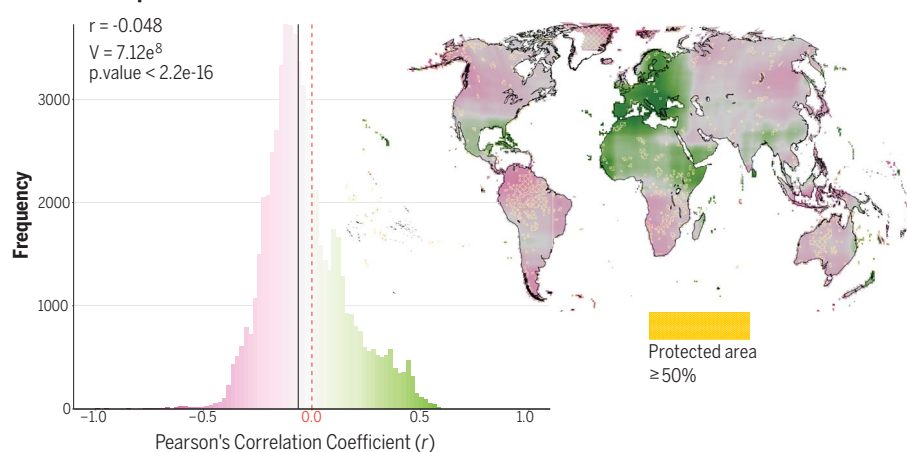 r = -0.048
V = 7.12e⁸
p.value < 2.2e-16
3000
2000
1000
0
Frequency
−1.0
−0.5
0.0
0.5
1.0
Pearson's Correlation Coefficient (r)
Protected area
≥50%